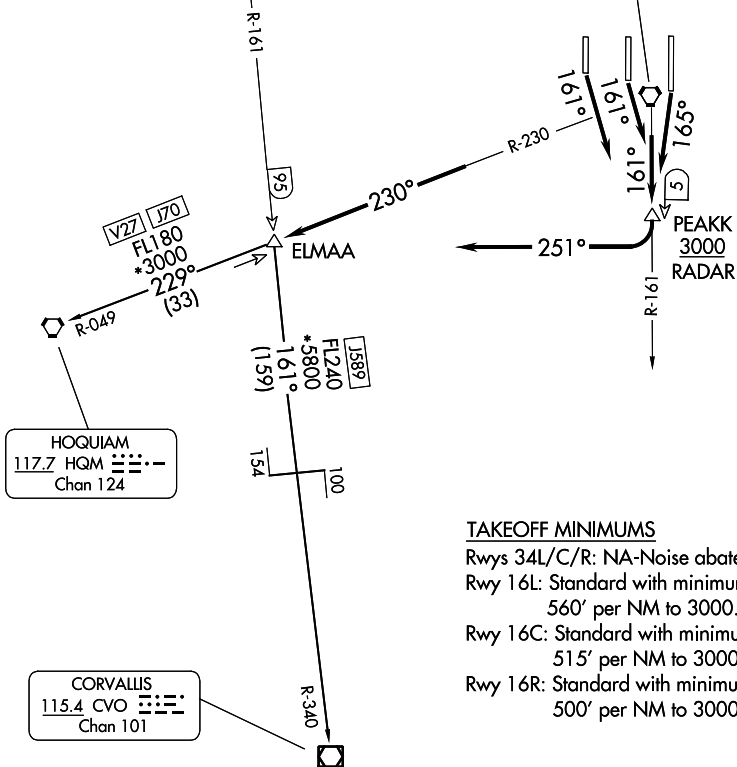 R-161
161°
161°
165°
R-230
161°
5
95
230°
PEAKK
3000
RADAR
V27
J70
FL180
*3000
229°
(33)
ELMAA
251°
R-049
R-161
J589
FL240
*5800
161°
(159)
HOQUIAM
117.7 HQM
Chan 124
154
100
TAKEOFF MINIMUMS
Rwys 34L/C/R: NA-Noise abate
Rwy 16L: Standard with minimu
560' per NM to 3000.
Rwy 16C: Standard with minimu
515' per NM to 3000
Rwy 16R: Standard with minimu
500' per NM to 3000
CORVALLIS
115.4 CVO
Chan 101
R-340